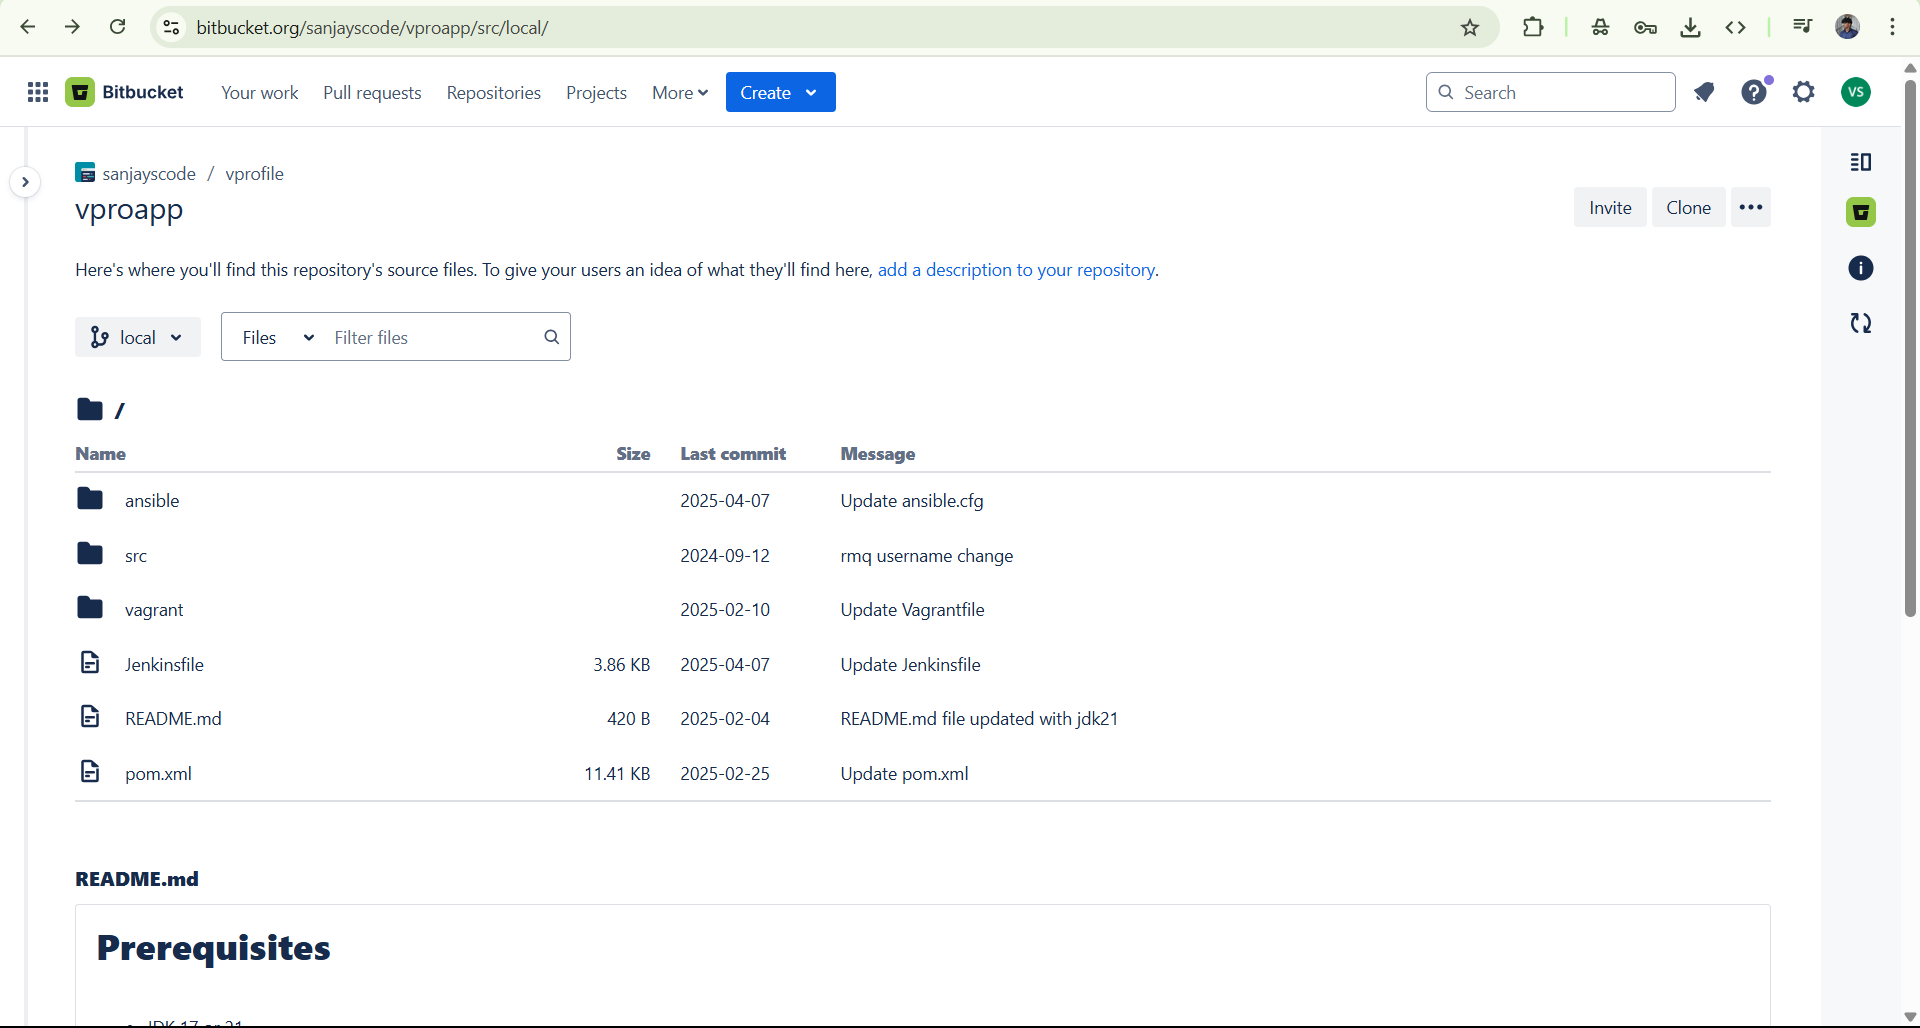 bitbucket.org/sanjayscode/vproapp/src/local/
Bitbucket Your work Pull requests Repositories Projects More Create Search VS
sanjayscode / vprofile
vproapp
Invite Clone
Here's where you'll find this repository's source files. To give your users an idea of what they'll find here, add a description to your repository.
local Files Filter files
/
Name Size Last commit Message
ansible 2025-04-07 Update ansible.cfg
src 2024-09-12 rmq username change
vagrant 2025-02-10 Update Vagrantfile
Jenkinsfile 3.86 KB 2025-04-07 Update Jenkinsfile
README.md 420 B 2025-02-04 README.md file updated with jdk21
pom.xml 11.41 KB 2025-02-25 Update pom.xml
README.md
Prerequisites
JDK 17 or 21